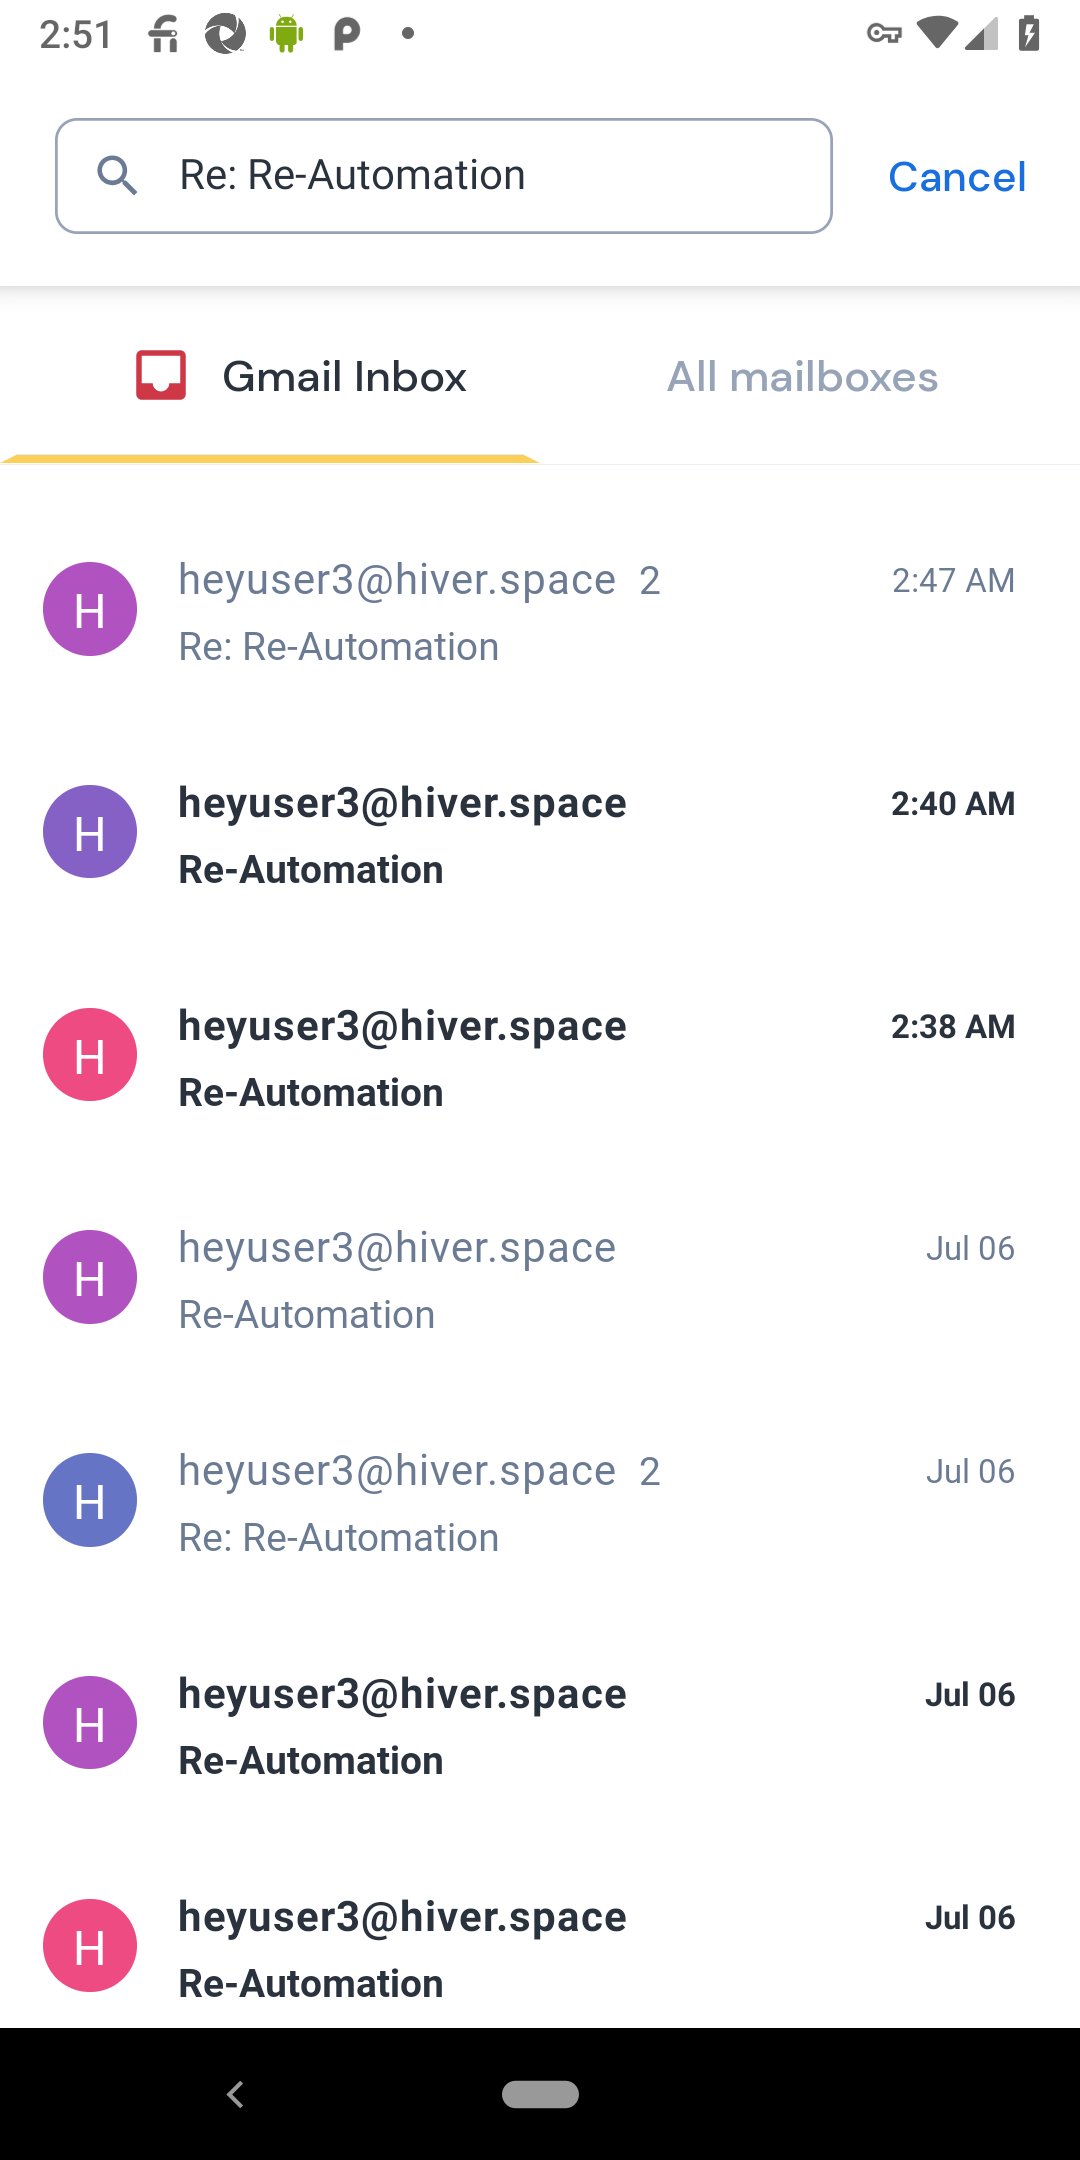 2:51
Re: Re-Automation
Cancel
Gmail Inbox
All mailboxes
H
heyuser3@hiver.space 2
2:47 AM
Re: Re-Automation
H
heyuser3@hiver.space
2:40 AM
Re-Automation
H
heyuser3@hiver.space
2:38 AM
Re-Automation
H
heyuser3@hiver.space
Jul 06
Re-Automation
H
heyuser3@hiver.space 2
Jul 06
Re: Re-Automation
H
heyuser3@hiver.space
Jul 06
Re-Automation
H
heyuser3@hiver.space
Jul 06
Re-Automation